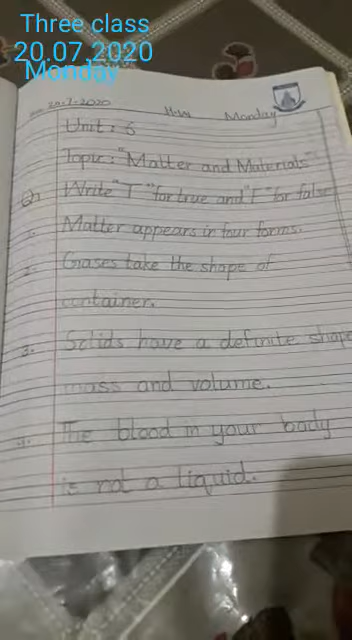 Three class
20.07.2020
Monday
20-7-2020 H.W Monday
Unit: 6
Topic: "Matter and Materials"
Q1 Write "T" for true and "F" for false
1. Matter appears in four forms.
2. Gases take the shape of
container.
3. Solids have a definite shape
mass and volume.
4. The blood in your body
is not a liquid.